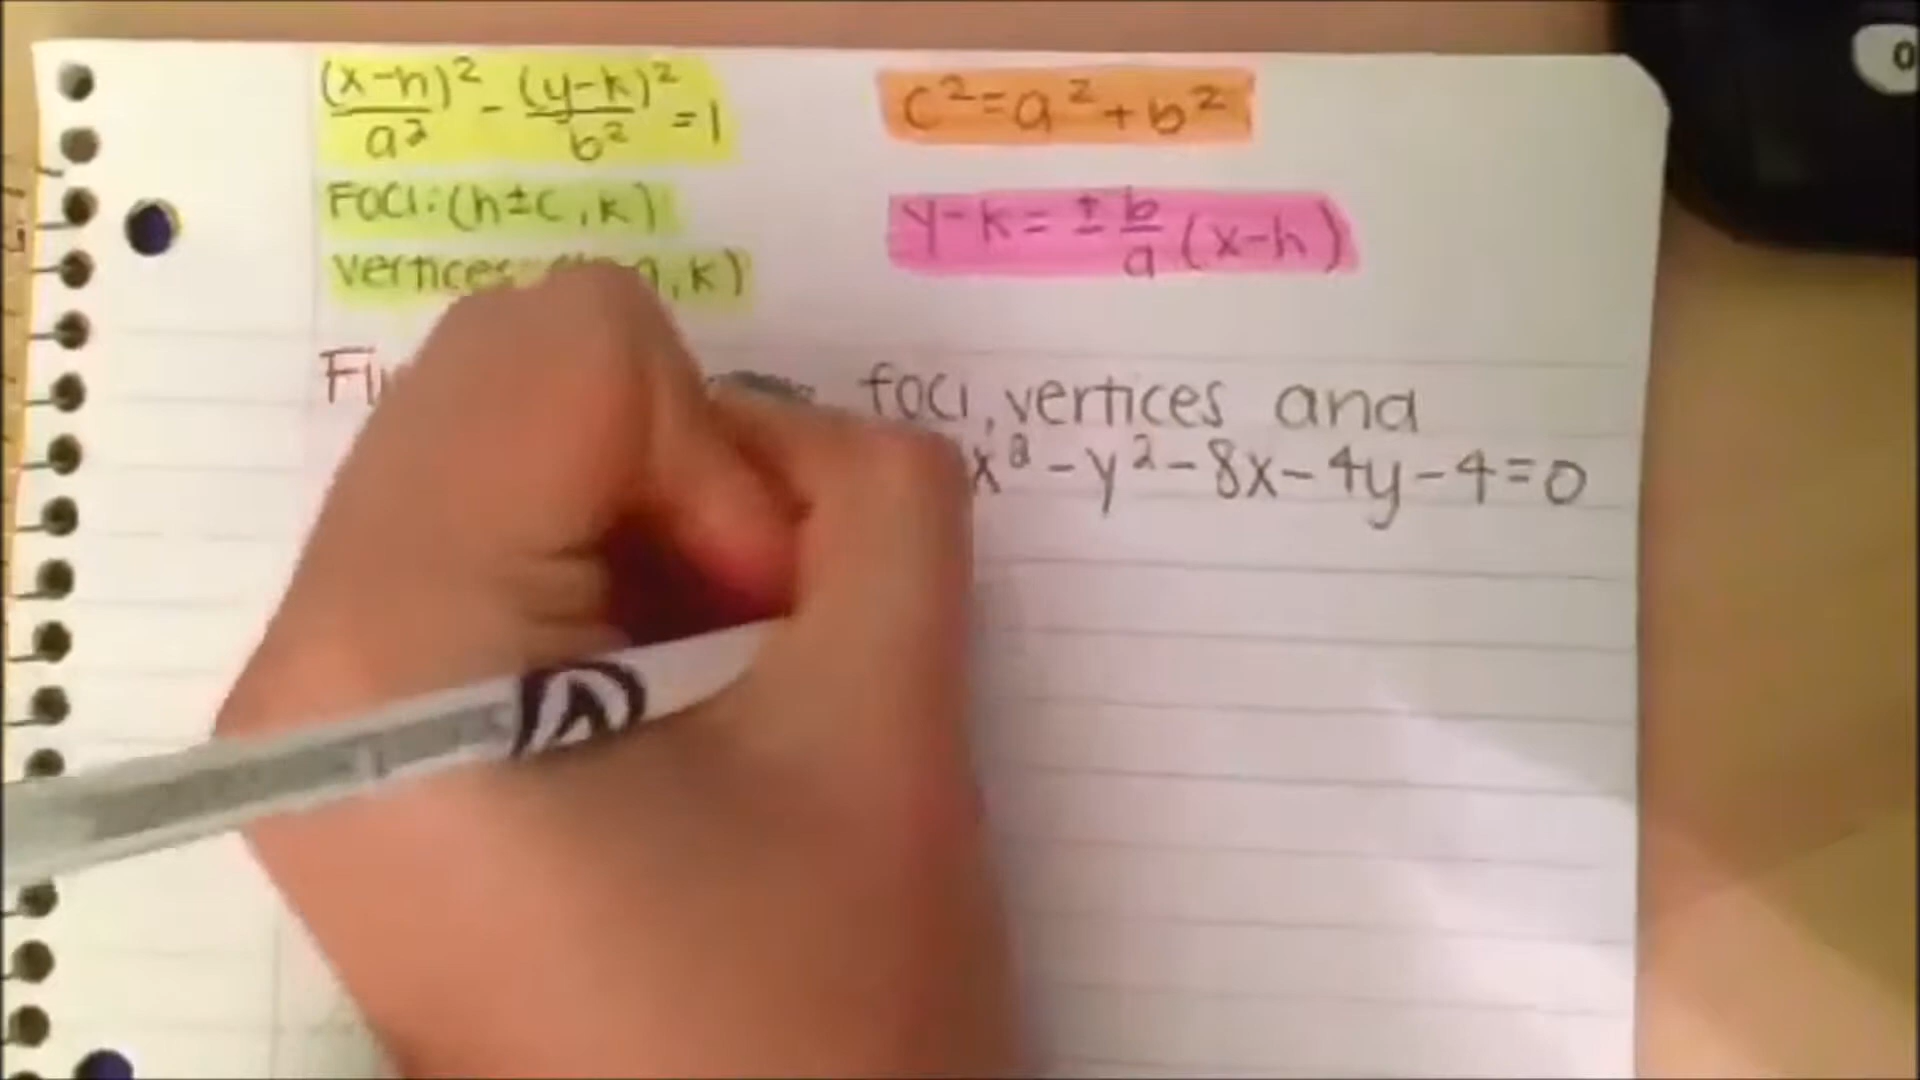 (x-h)²/a² - (y-k)²/b² = 1
c² = a² + b²
Foci: (h±c, k)
y-k = ± b/a (x-h)
vertices: , k)
foci, vertices and
x² - y² - 8x - 4y - 4 = 0
0